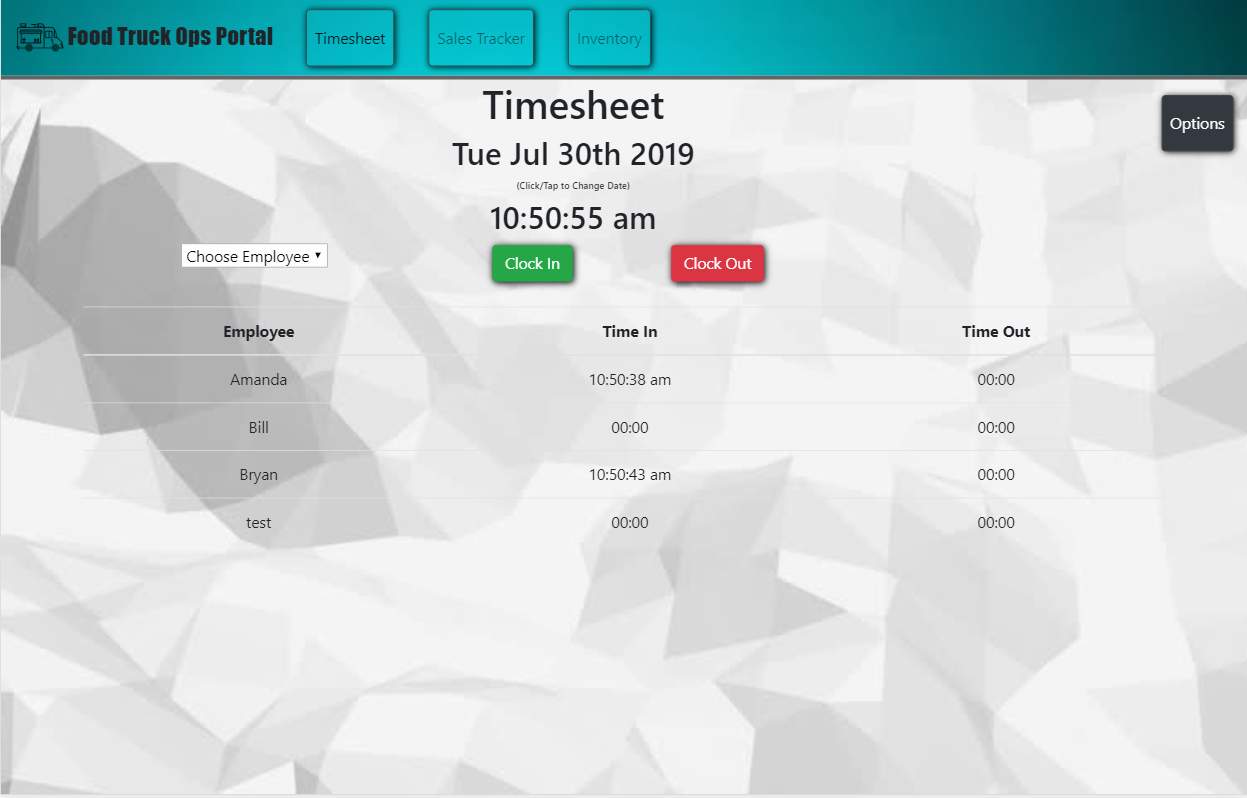 Food Truck Ops Portal Timesheet Sales Tracker Inventory
Timesheet
Options
Tue Jul 30th 2019
(Click/Tap to Change Date)
10:50:55 am
Choose Employee Clock In Clock Out
Employee Time In Time Out
Amanda 10:50:38 am 00:00
Bill 00:00 00:00
Bryan 10:50:43 am 00:00
test 00:00 00:00